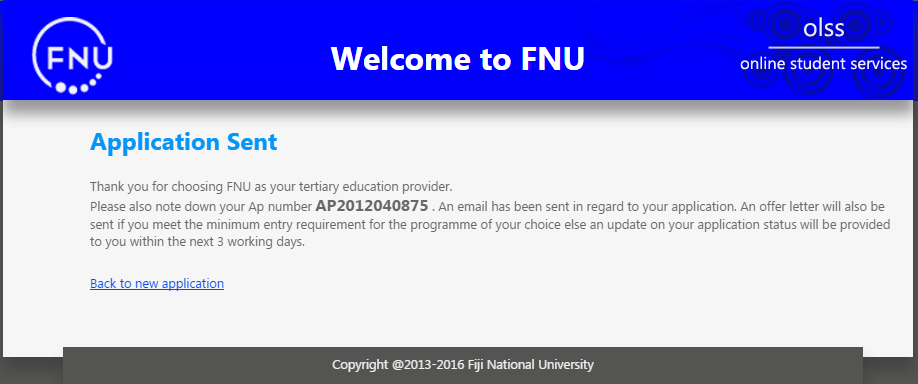 FNU
Welcome to FNU
olss
online student services
Application Sent
Thank you for choosing FNU as your tertiary education provider.
Please also note down your Ap number AP2012040875 . An email has been sent in regard to your application. An offer letter will also be
sent if you meet the minimum entry requirement for the programme of your choice else an update on your application status will be provided
to you within the next 3 working days.
Back to new application
Copyright @2013-2016 Fiji National University